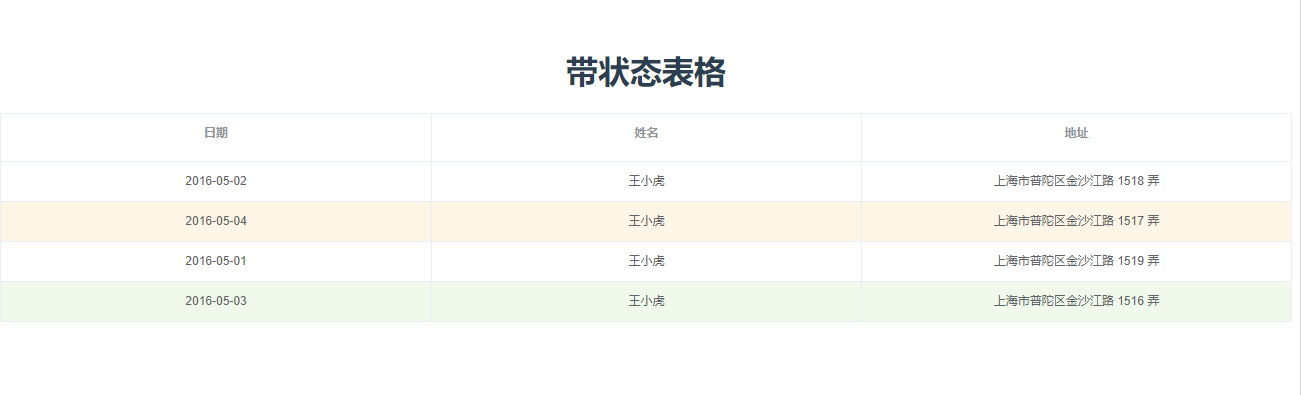 带状态表格
日期 姓名 地址
2016-05-02 王小虎 上海市普陀区金沙江路 1518 弄
2016-05-04 王小虎 上海市普陀区金沙江路 1517 弄
2016-05-01 王小虎 上海市普陀区金沙江路 1519 弄
2016-05-03 王小虎 上海市普陀区金沙江路 1516 弄